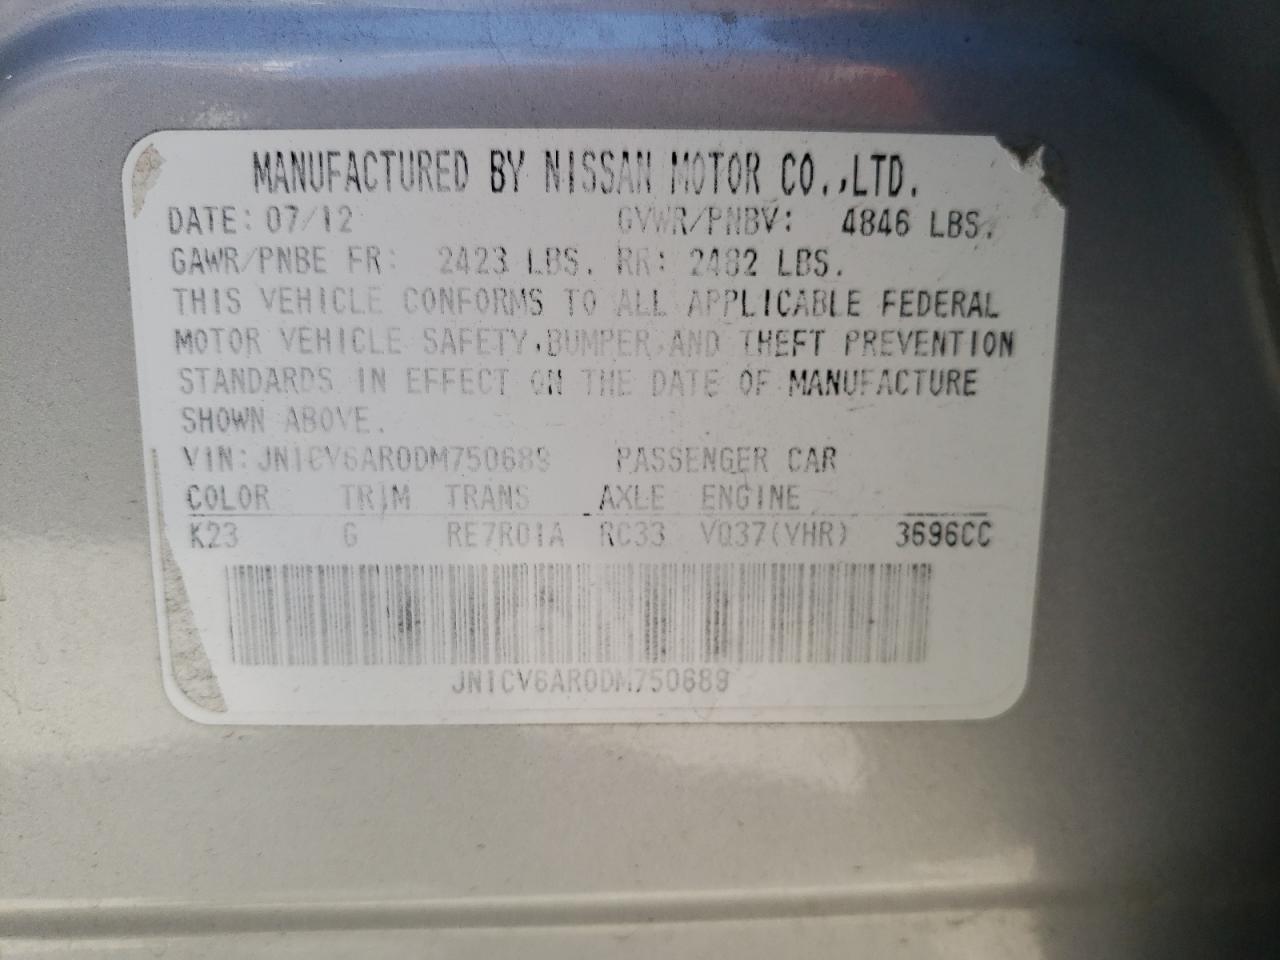 MANUFACTURED BY NISSAN MOTOR CO.,LTD.
DATE: 07/12 GVWR/PNBV: 4846 LBS.
GAWR/PNBE FR: 2423 LBS. RR: 2482 LBS.
THIS VEHICLE CONFORMS TO ALL APPLICABLE FEDERAL
MOTOR VEHICLE SAFETY,BUMPER,AND THEFT PREVENTION
STANDARDS IN EFFECT ON THE DATE OF MANUFACTURE
SHOWN ABOVE.
VIN:JN1CV6AR0DM750689 PASSENGER CAR
COLOR TRIM TRANS AXLE ENGINE
K23 G RE7R01A RC33 VQ37(VHR) 3696CC
JN1CV6AR0DM750689